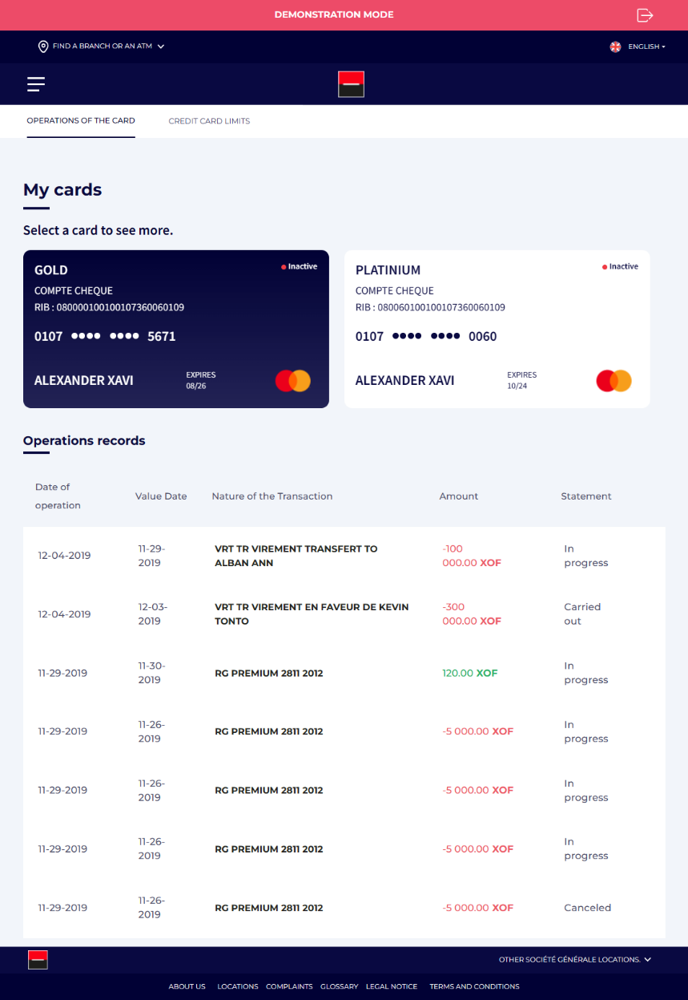 DEMONSTRATION MODE
FIND A BRANCH OR AN ATM
ENGLISH
OPERATIONS OF THE CARD
CREDIT CARD LIMITS
My cards
Select a card to see more.
GOLD
Inactive
COMPTE CHEQUE
RIB : 080000100100107360060109
0107 •••• •••• 5671
ALEXANDER XAVI
EXPIRES
08/26
PLATINIUM
Inactive
COMPTE CHEQUE
RIB : 080060100100107360060109
0107 •••• •••• 0060
ALEXANDER XAVI
EXPIRES
10/24
Operations records
Date of
operation
Value Date
Nature of the Transaction
Amount
Statement
12-04-2019
11-29-
2019
VRT TR VIREMENT TRANSFERT TO
ALBAN ANN
-100
000.00 XOF
In
progress
12-04-2019
12-03-
2019
VRT TR VIREMENT EN FAVEUR DE KEVIN
TONTO
-300
000.00 XOF
Carried
out
11-29-2019
11-30-
2019
RG PREMIUM 2811 2012
120.00 XOF
In
progress
11-29-2019
11-26-
2019
RG PREMIUM 2811 2012
-5 000.00 XOF
In
progress
11-29-2019
11-26-
2019
RG PREMIUM 2811 2012
-5 000.00 XOF
In
progress
11-29-2019
11-26-
2019
RG PREMIUM 2811 2012
-5 000.00 XOF
In
progress
11-29-2019
11-26-
2019
RG PREMIUM 2811 2012
-5 000.00 XOF
Canceled
OTHER SOCIÉTÉ GÉNÉRALE LOCATIONS.
ABOUT US LOCATIONS COMPLAINTS GLOSSARY LEGAL NOTICE TERMS AND CONDITIONS